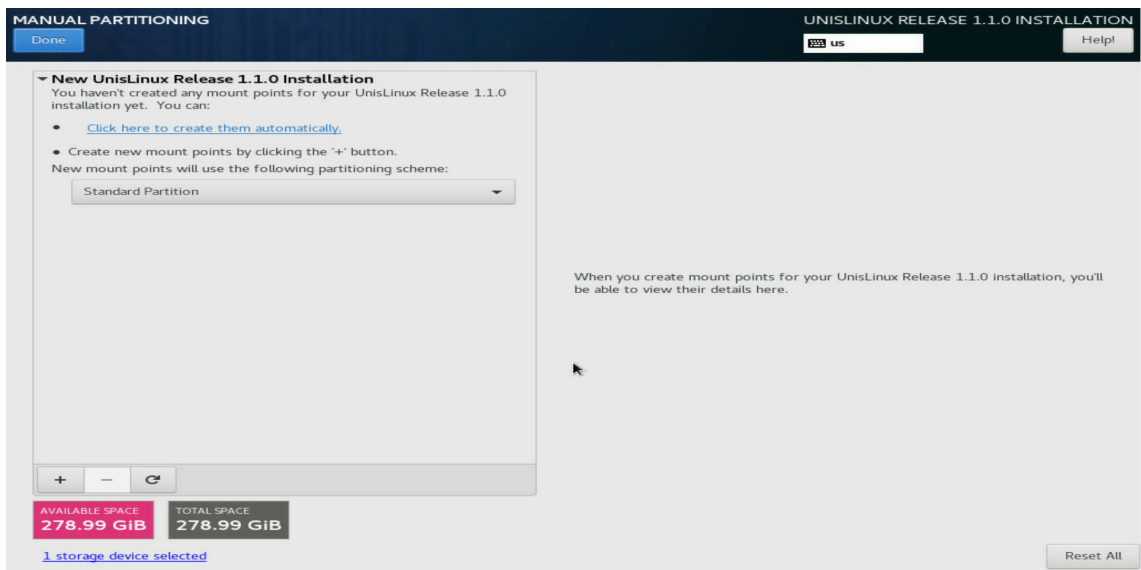 MANUAL PARTITIONING
UNISLINUX RELEASE 1.1.0 INSTALLATION
Done
us
Help!
New UnisLinux Release 1.1.0 Installation
You haven't created any mount points for your UnisLinux Release 1.1.0
installation yet. You can:
• Click here to create them automatically.
• Create new mount points by clicking the '+' button.
New mount points will use the following partitioning scheme:
Standard Partition
When you create mount points for your UnisLinux Release 1.1.0 installation, you'll
be able to view their details here.
+ −
AVAILABLE SPACE
278.99 GiB
TOTAL SPACE
278.99 GiB
1 storage device selected
Reset All